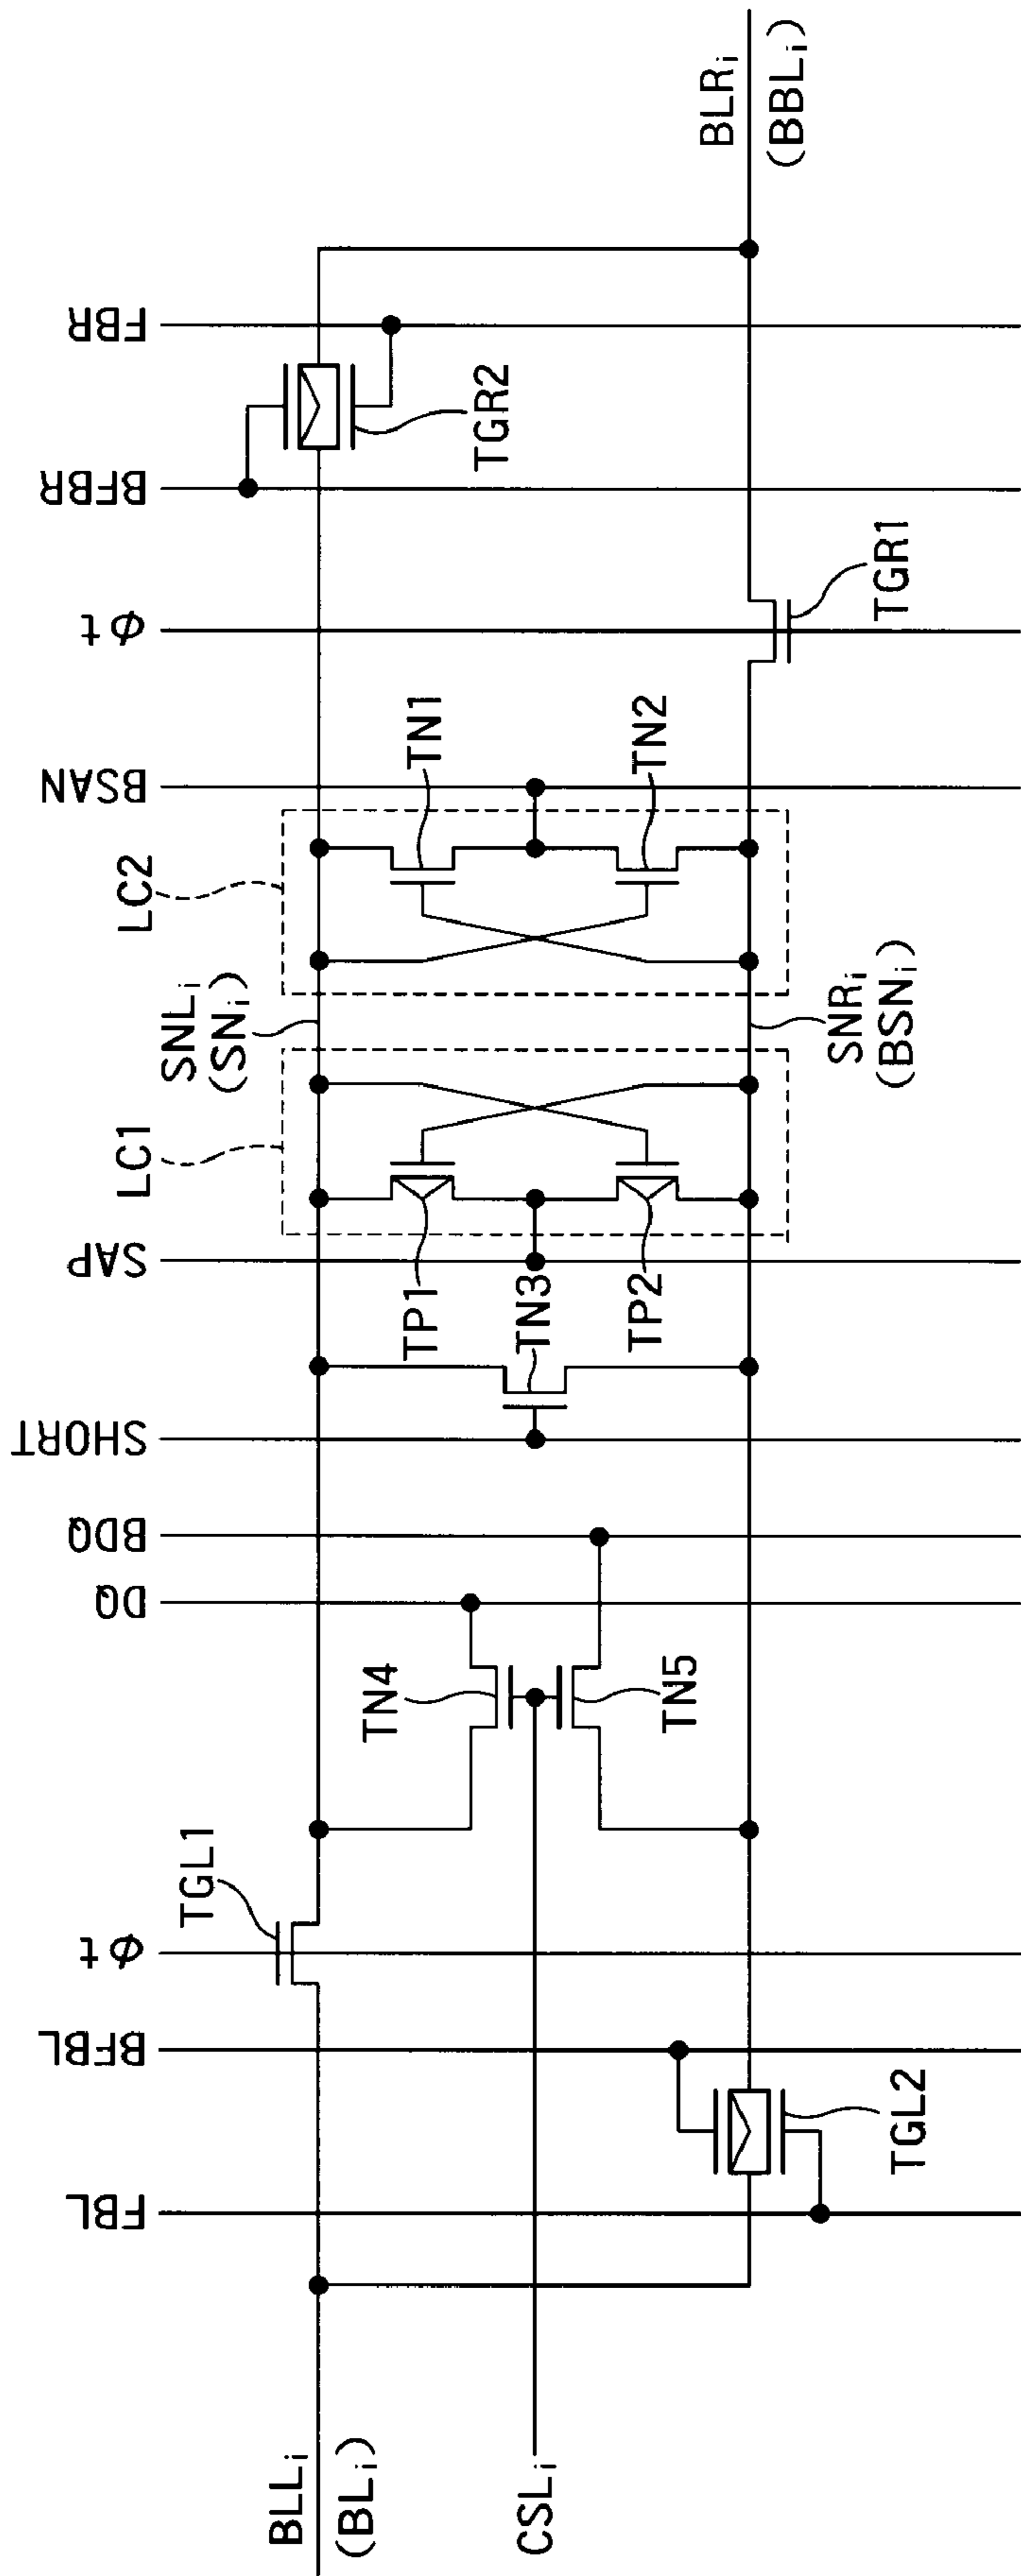 BLLᵢ
(BLᵢ)
CSLᵢ
FBL
BFBL
φt
TGL1
TGL2
TN4
TN5
DQ
BDQ
SHORT
TN3
SAP
TP1
TP2
LC1
SNLᵢ
(SNᵢ)
SNRᵢ
(BSNᵢ)
LC2
TN1
TN2
BSAN
φt
TGR1
BFBR
TGR2
FBR
BLRᵢ
(BBLᵢ)